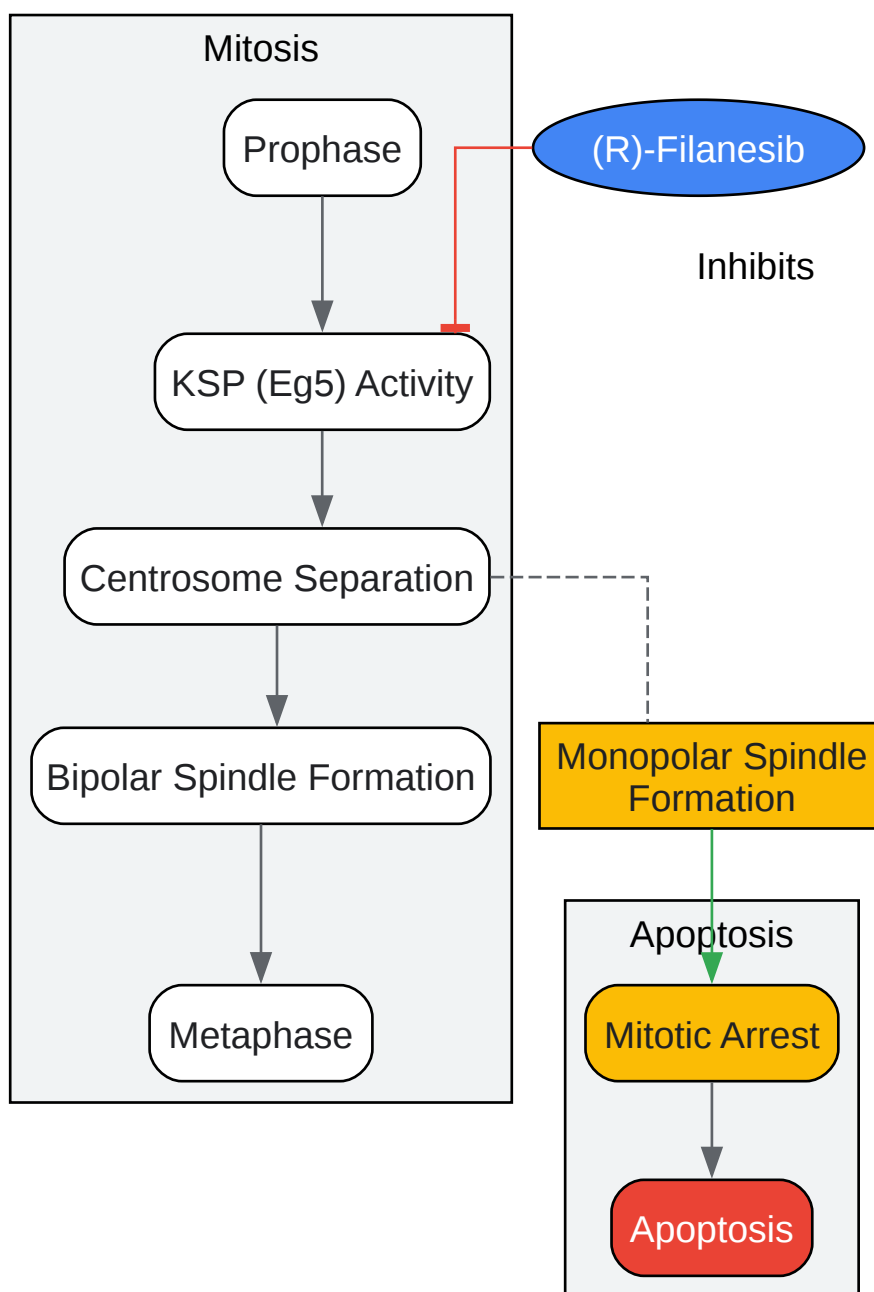 Mitosis
Prophase
(R)-Filanesib
Inhibits
KSP (Eg5) Activity
Centrosome Separation
Bipolar Spindle Formation
Monopolar Spindle
Formation
Apoptosis
Metaphase
Mitotic Arrest
Apoptosis